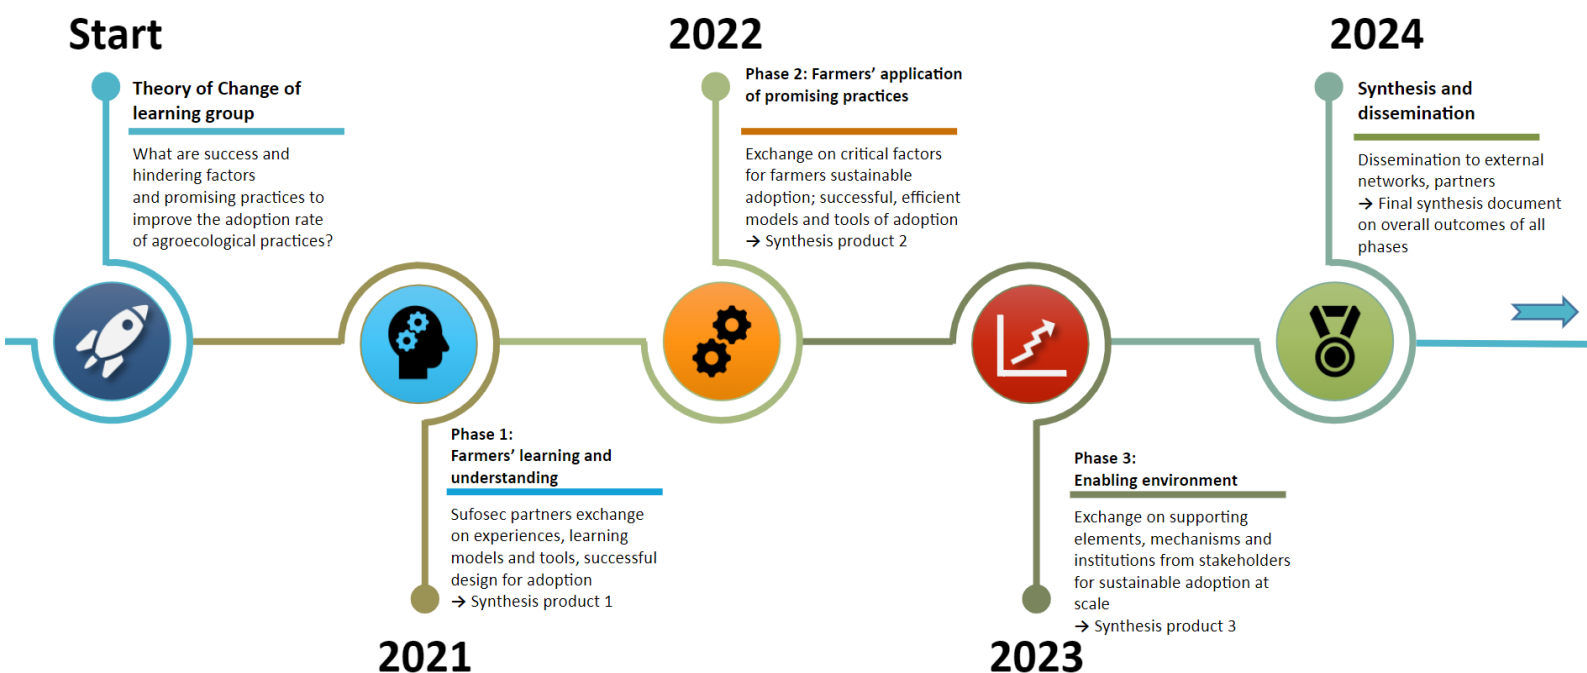 Start
Theory of Change of
learning group
What are success and
hindering factors
and promising practices to
improve the adoption rate
of agroecological practices?
Phase 1:
Farmers’ learning and
understanding
Sufosec partners exchange
on experiences, learning
models and tools, successful
design for adoption
→ Synthesis product 1
2021
2022
Phase 2: Farmers’ application
of promising practices
Exchange on critical factors
for farmers sustainable
adoption; successful, efficient
models and tools of adoption
→ Synthesis product 2
Phase 3:
Enabling environment
Exchange on supporting
elements, mechanisms and
institutions from stakeholders
for sustainable adoption at
scale
→ Synthesis product 3
2023
2024
Synthesis and
dissemination
Dissemination to external
networks, partners
→ Final synthesis document
on overall outcomes of all
phases